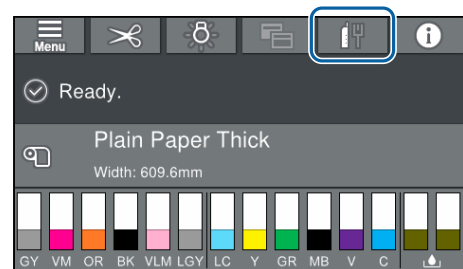 Menu
Ready.
Plain Paper Thick
Width: 609.6mm
GY VM OR BK VLM LGY LC Y GR MB V C